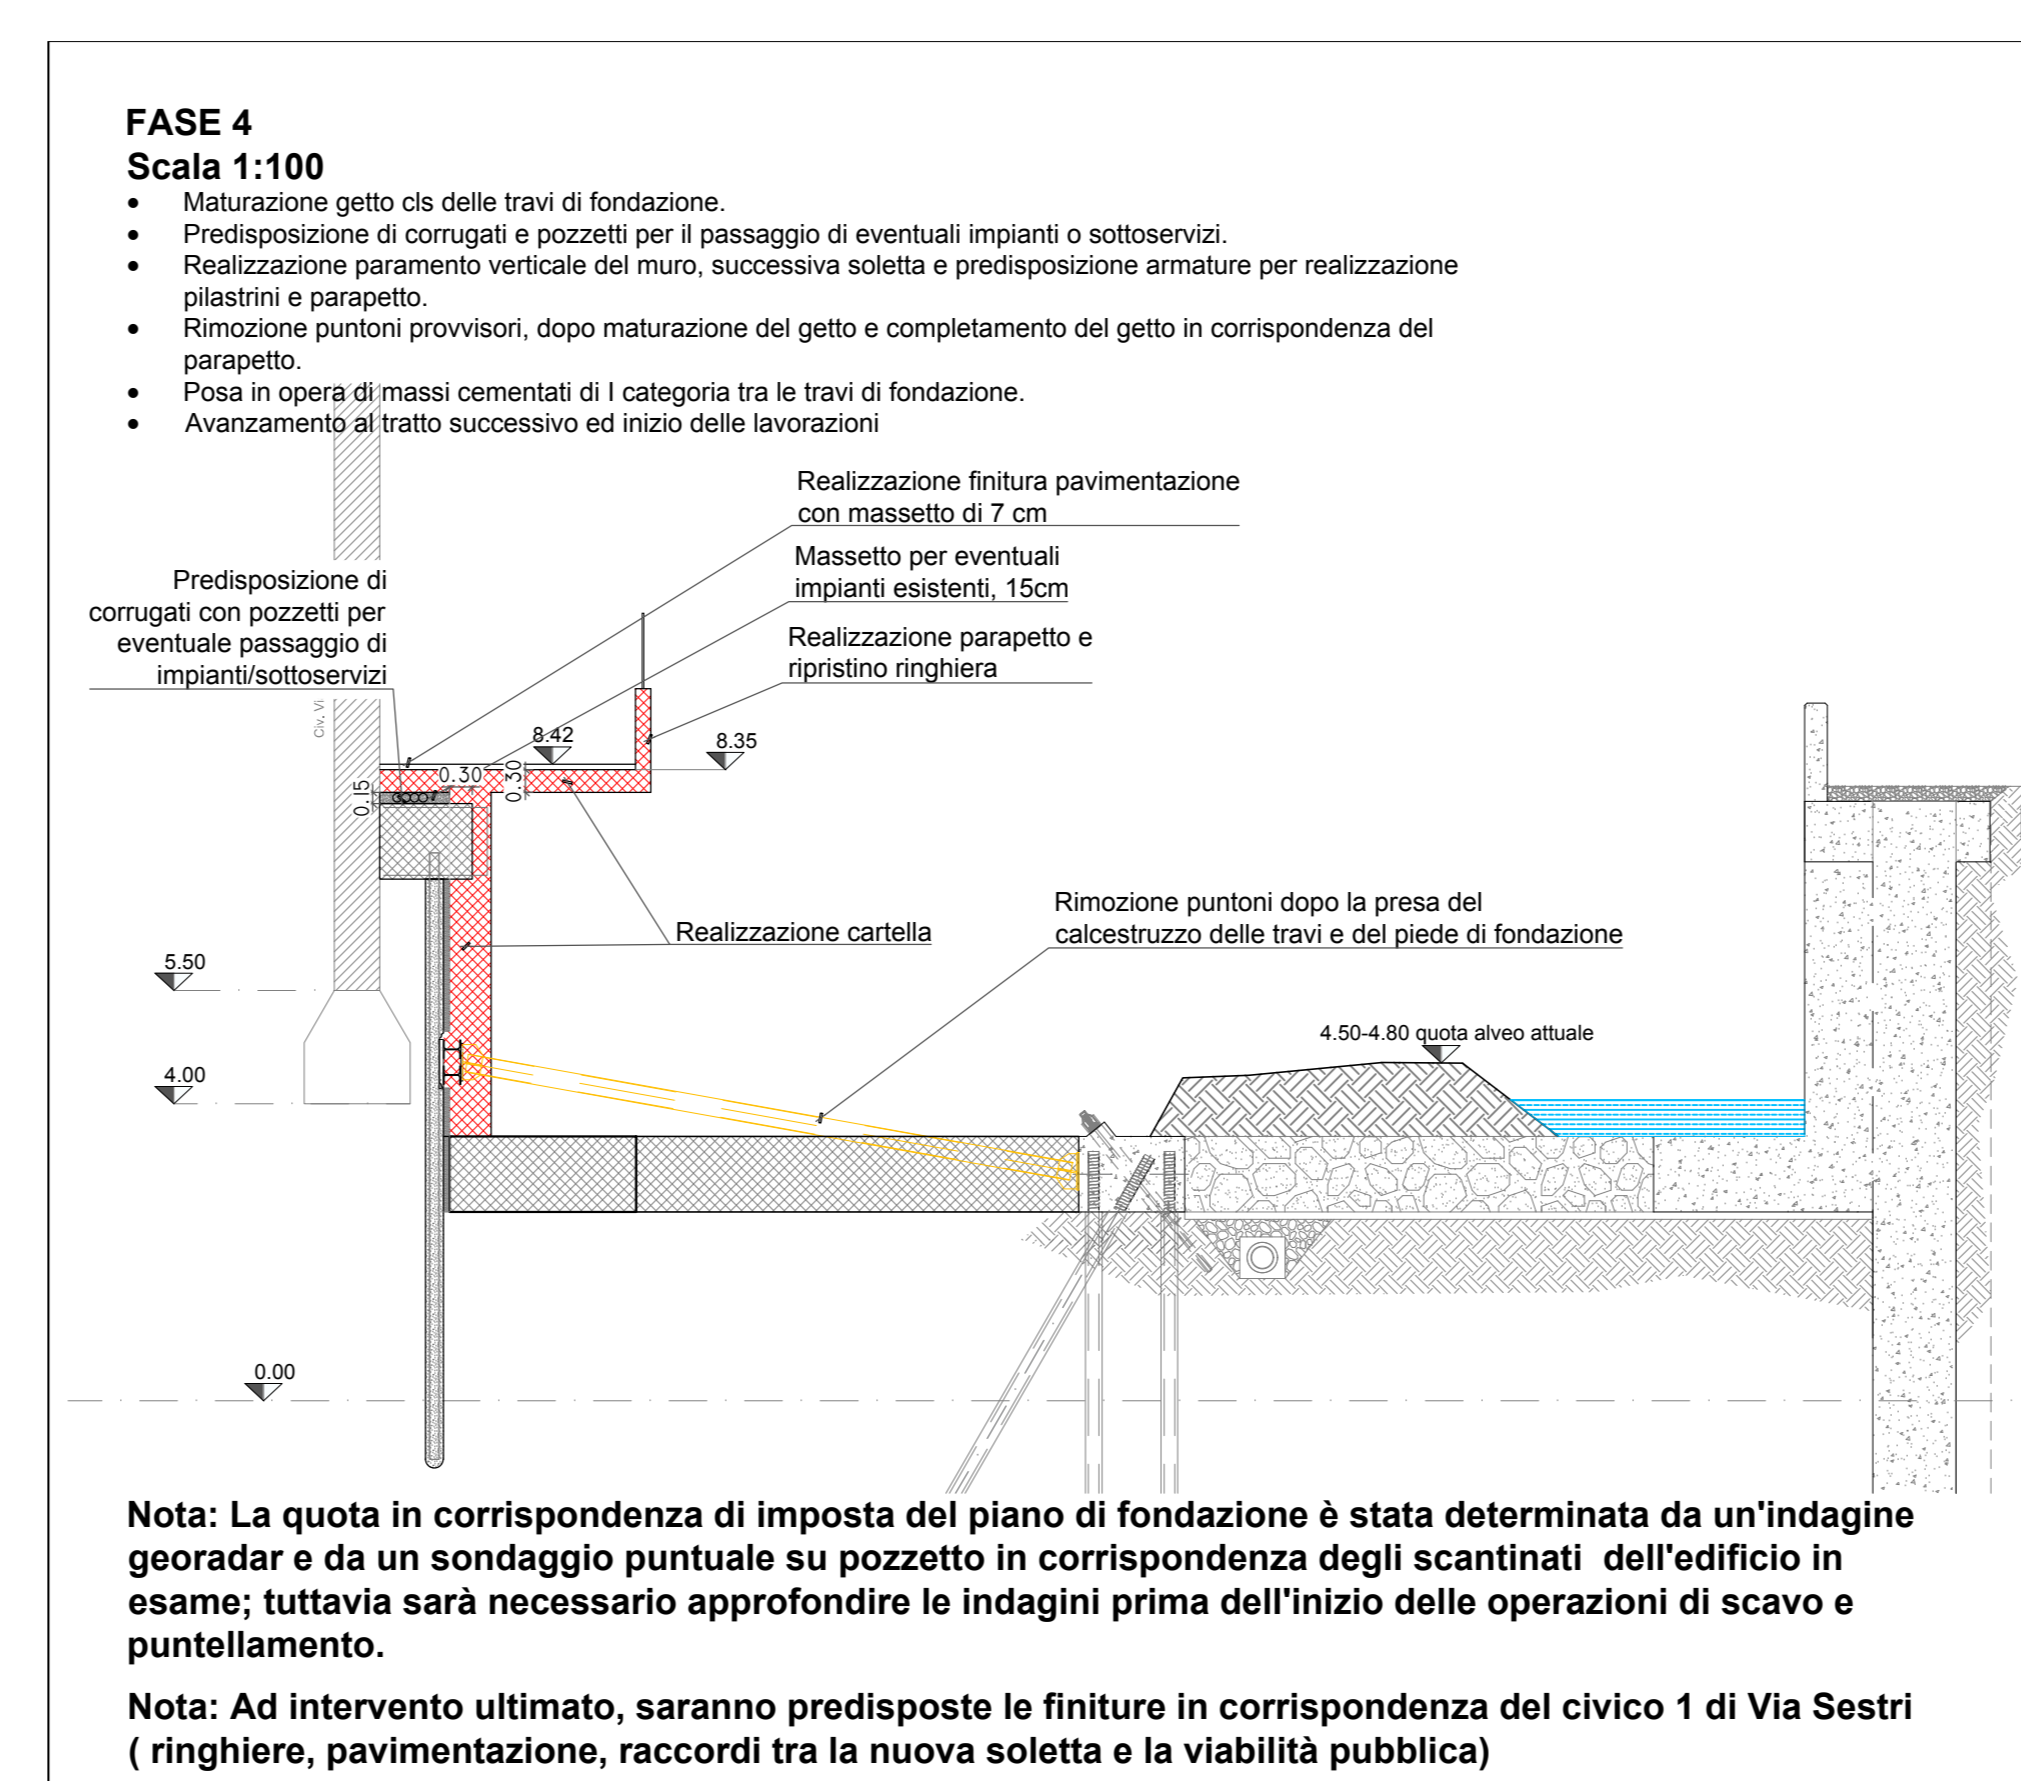 FASE 4
Scala 1:100
• Maturazione getto cls delle travi di fondazione.
• Predisposizione di corrugati e pozzetti per il passaggio di eventuali impianti o sottoservizi.
• Realizzazione paramento verticale del muro, successiva soletta e predisposizione armature per realizzazione
pilastrini e parapetto.
• Rimozione puntoni provvisori, dopo maturazione del getto e completamento del getto in corrispondenza del
parapetto.
• Posa in opera di massi cementati di I categoria tra le travi di fondazione.
• Avanzamento al tratto successivo ed inizio delle lavorazioni
Realizzazione finitura pavimentazione
con massetto di 7 cm
Massetto per eventuali
impianti esistenti, 15cm
Predisposizione di
corrugati con pozzetti per
eventuale passaggio di
impianti/sottoservizi
Realizzazione parapetto e
ripristino ringhiera
Civ. Vi
8.42
8.35
0.30
0.30
0.15
Rimozione puntoni dopo la presa del
calcestruzzo delle travi e del piede di fondazione
Realizzazione cartella
5.50
4.50-4.80 quota alveo attuale
4.00
0.00
Nota: La quota in corrispondenza di imposta del piano di fondazione è stata determinata da un'indagine
georadar e da un sondaggio puntuale su pozzetto in corrispondenza degli scantinati dell'edificio in
esame; tuttavia sarà necessario approfondire le indagini prima dell'inizio delle operazioni di scavo e
puntellamento.
Nota: Ad intervento ultimato, saranno predisposte le finiture in corrispondenza del civico 1 di Via Sestri
( ringhiere, pavimentazione, raccordi tra la nuova soletta e la viabilità pubblica)